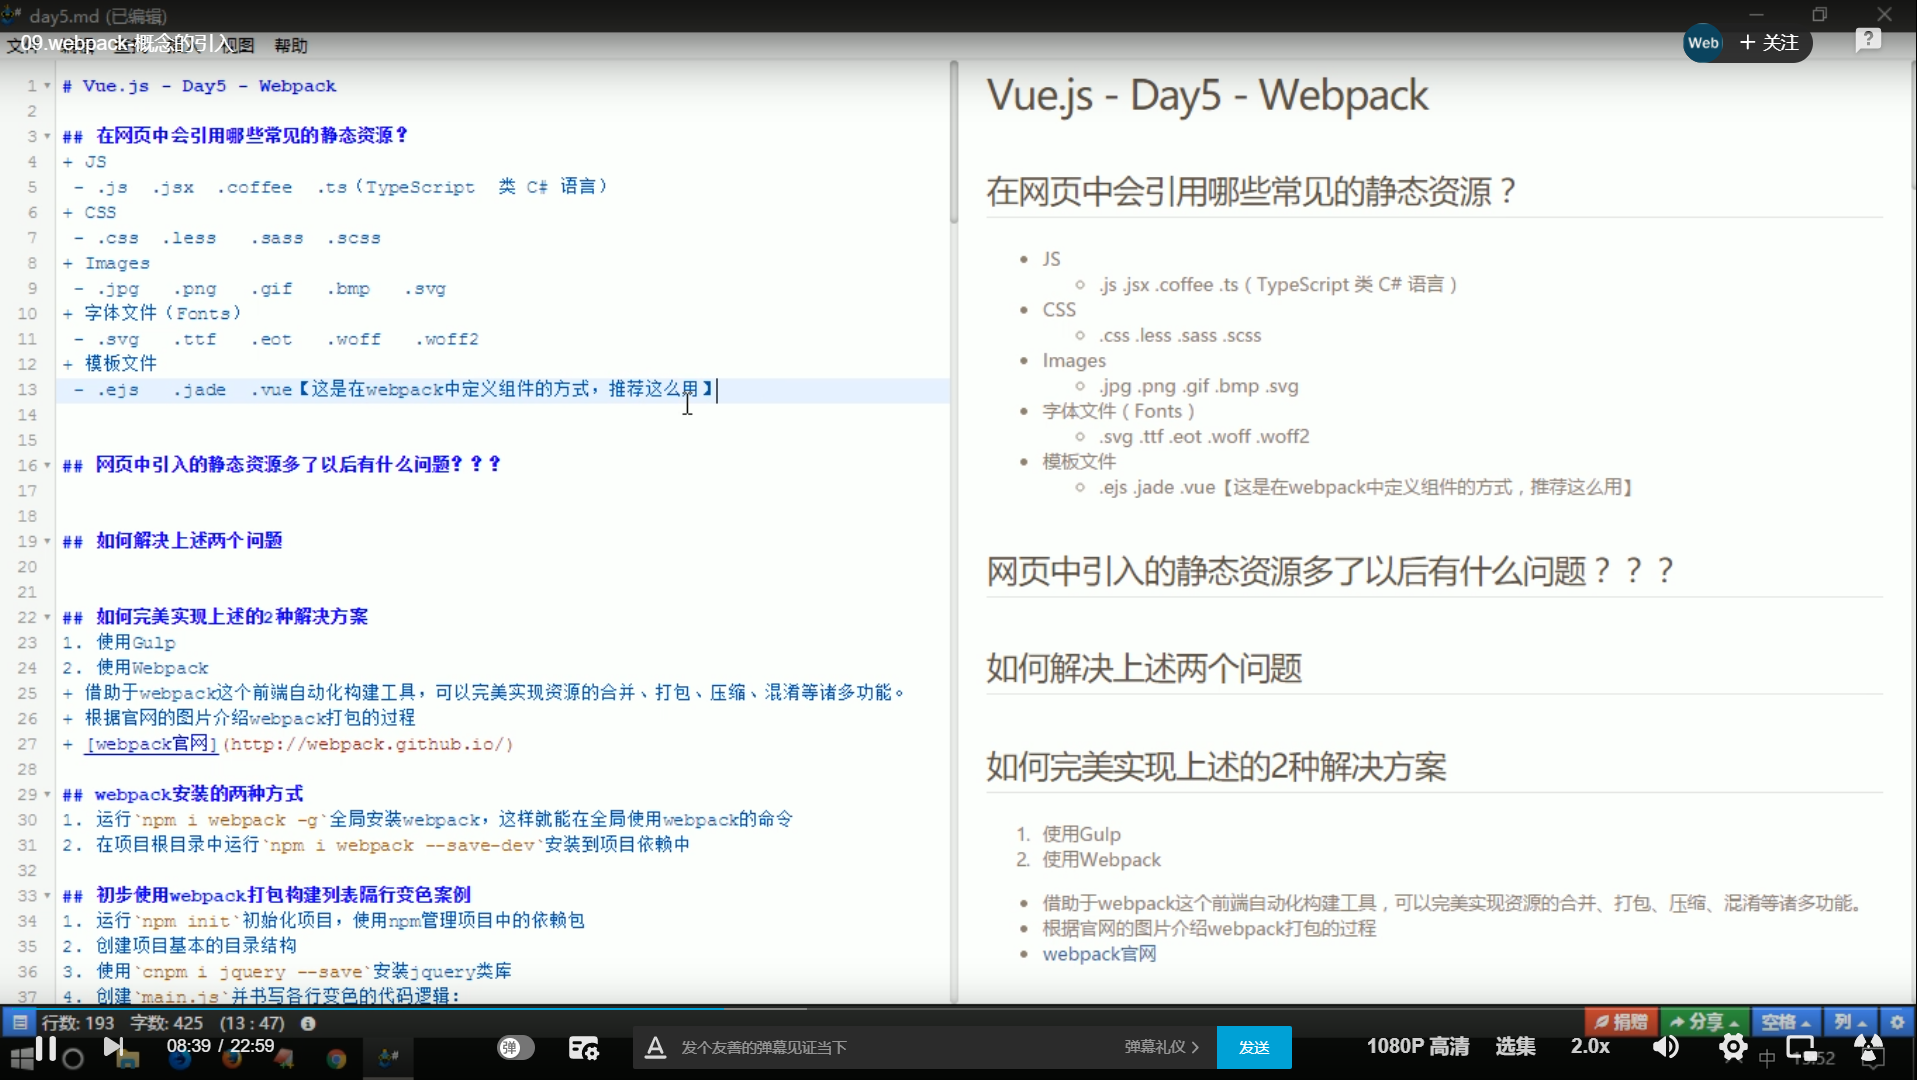 day5.md (已编辑)
09.webpack-概念的引入
视图 帮助
Web + 关注
1 # Vue.js - Day5 - Webpack
2
3 ## 在网页中会引用哪些常见的静态资源?
4 + JS
5 - .js .jsx .coffee .ts(TypeScript 类 C# 语言)
6 + CSS
7 - .css .less .sass .scss
8 + Images
9 - .jpg .png .gif .bmp .svg
10 + 字体文件(Fonts)
11 - .svg .ttf .eot .woff .woff2
12 + 模板文件
13 - .ejs .jade .vue【这是在webpack中定义组件的方式,推荐这么用】
14
15
16 ## 网页中引入的静态资源多了以后有什么问题???
17
18
19 ## 如何解决上述两个问题
20
21
22 ## 如何完美实现上述的2种解决方案
23 1. 使用Gulp
24 2. 使用Webpack
25 + 借助于webpack这个前端自动化构建工具,可以完美实现资源的合并、打包、压缩、混淆等诸多功能。
26 + 根据官网的图片介绍webpack打包的过程
27 + [webpack官网](http://webpack.github.io/)
28
29 ## webpack安装的两种方式
30 1. 运行`npm i webpack -g`全局安装webpack,这样就能在全局使用webpack的命令
31 2. 在项目根目录中运行`npm i webpack --save-dev`安装到项目依赖中
32
33 ## 初步使用webpack打包构建列表隔行变色案例
34 1. 运行`npm init`初始化项目,使用npm管理项目中的依赖包
35 2. 创建项目基本的目录结构
36 3. 使用`cnpm i jquery --save`安装jquery类库
37 4. 创建`main.js`并书写各行变色的代码逻辑:
Vue.js - Day5 - Webpack
在网页中会引用哪些常见的静态资源?
JS
.js .jsx .coffee .ts ( TypeScript 类 C# 语言 )
CSS
.css .less .sass .scss
Images
.jpg .png .gif .bmp .svg
字体文件 ( Fonts )
.svg .ttf .eot .woff .woff2
模板文件
.ejs .jade .vue【这是在webpack中定义组件的方式,推荐这么用】
网页中引入的静态资源多了以后有什么问题???
如何解决上述两个问题
如何完美实现上述的2种解决方案
1. 使用Gulp
2. 使用Webpack
借助于webpack这个前端自动化构建工具,可以完美实现资源的合并、打包、压缩、混淆等诸多功能。
根据官网的图片介绍webpack打包的过程
webpack官网
行数: 193 字数: 425 (13 : 47) 捐赠 分享 空格 列
08:39 / 22:59 弹 A 发个友善的弹幕见证当下 弹幕礼仪 > 发送 1080P 高清 选集 2.0x 中